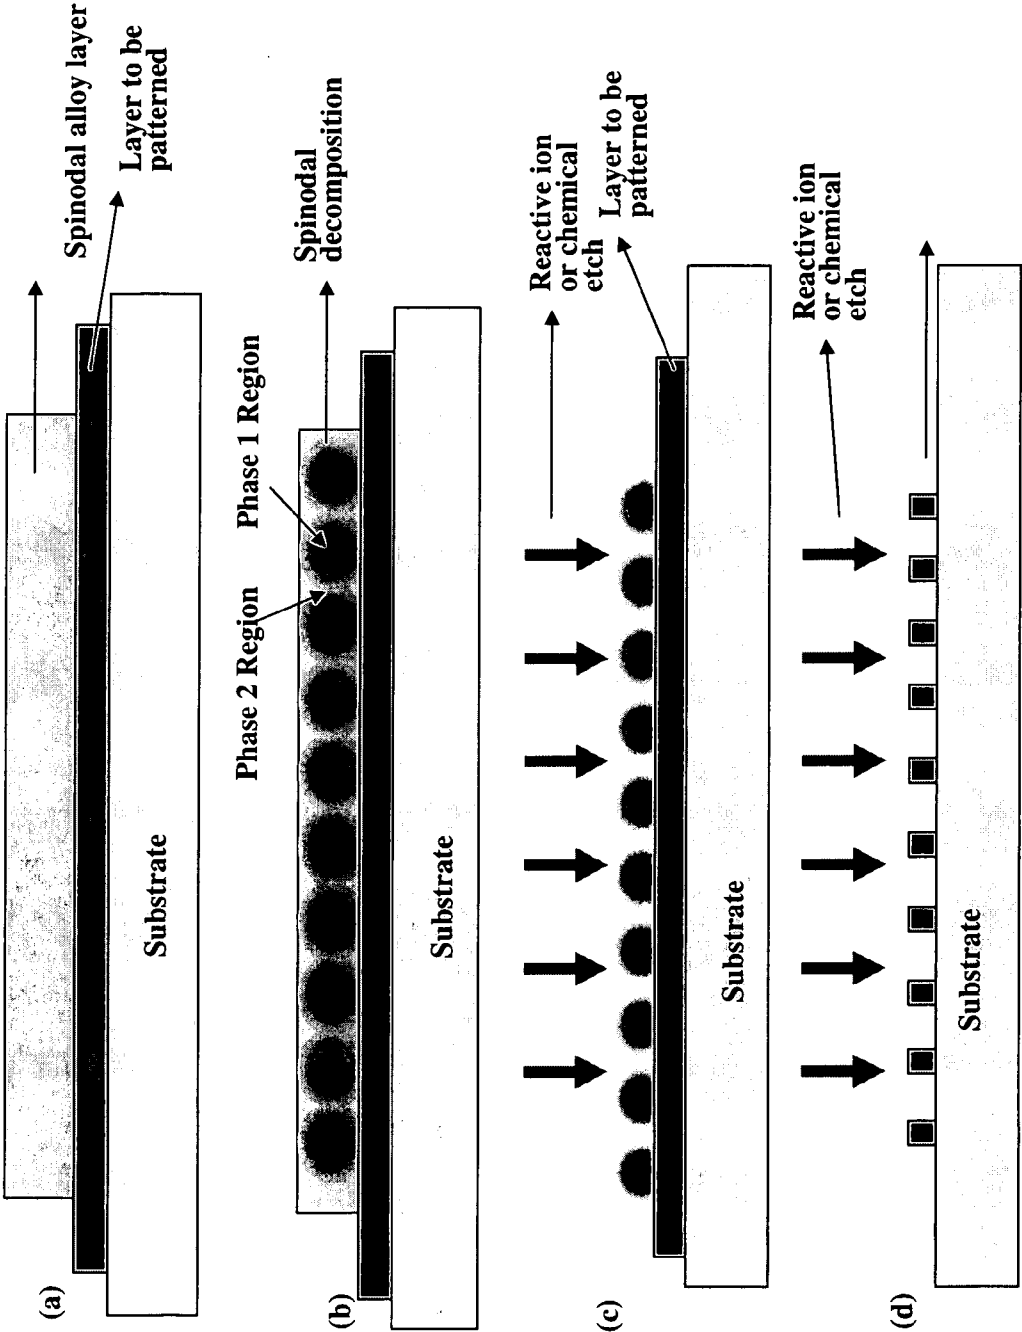 (a)
Substrate
Spinodal alloy layer
Layer to be
patterned
(b)
Substrate
Phase 2 Region
Phase 1 Region
Spinodal
decomposition
(c)
Substrate
Reactive ion
or chemical
etch
Layer to be
patterned
(d)
Substrate
Reactive ion
or chemical
etch